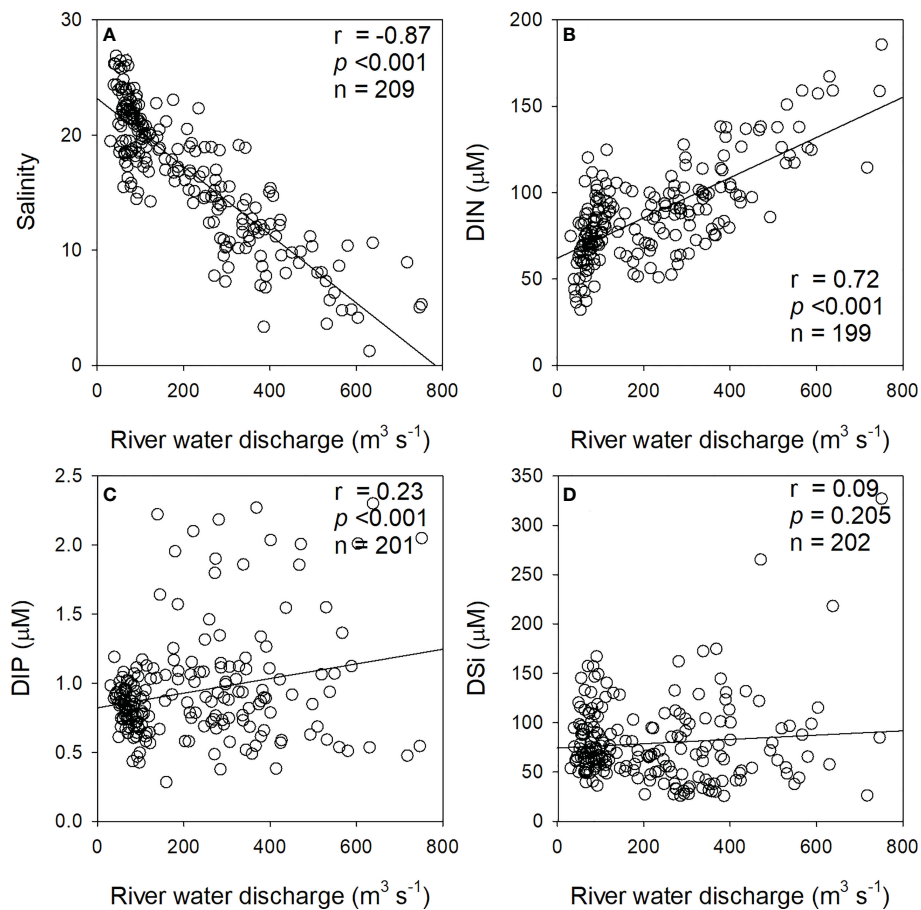 A
r = -0.87
p <0.001
n = 209
30
20
10
0
Salinity
0 200 400 600 800
River water discharge (m³ s⁻¹)
B
r = 0.72
p <0.001
n = 199
200
150
100
50
0
DIN (µM)
0 200 400 600 800
River water discharge (m³ s⁻¹)
C
r = 0.23
p <0.001
n = 201
2.5
2.0
1.5
1.0
0.5
0.0
DIP (µM)
0 200 400 600 800
River water discharge (m³ s⁻¹)
D
r = 0.09
p = 0.205
n = 202
350
300
250
200
150
100
50
0
DSi (µM)
0 200 400 600 800
River water discharge (m³ s⁻¹)